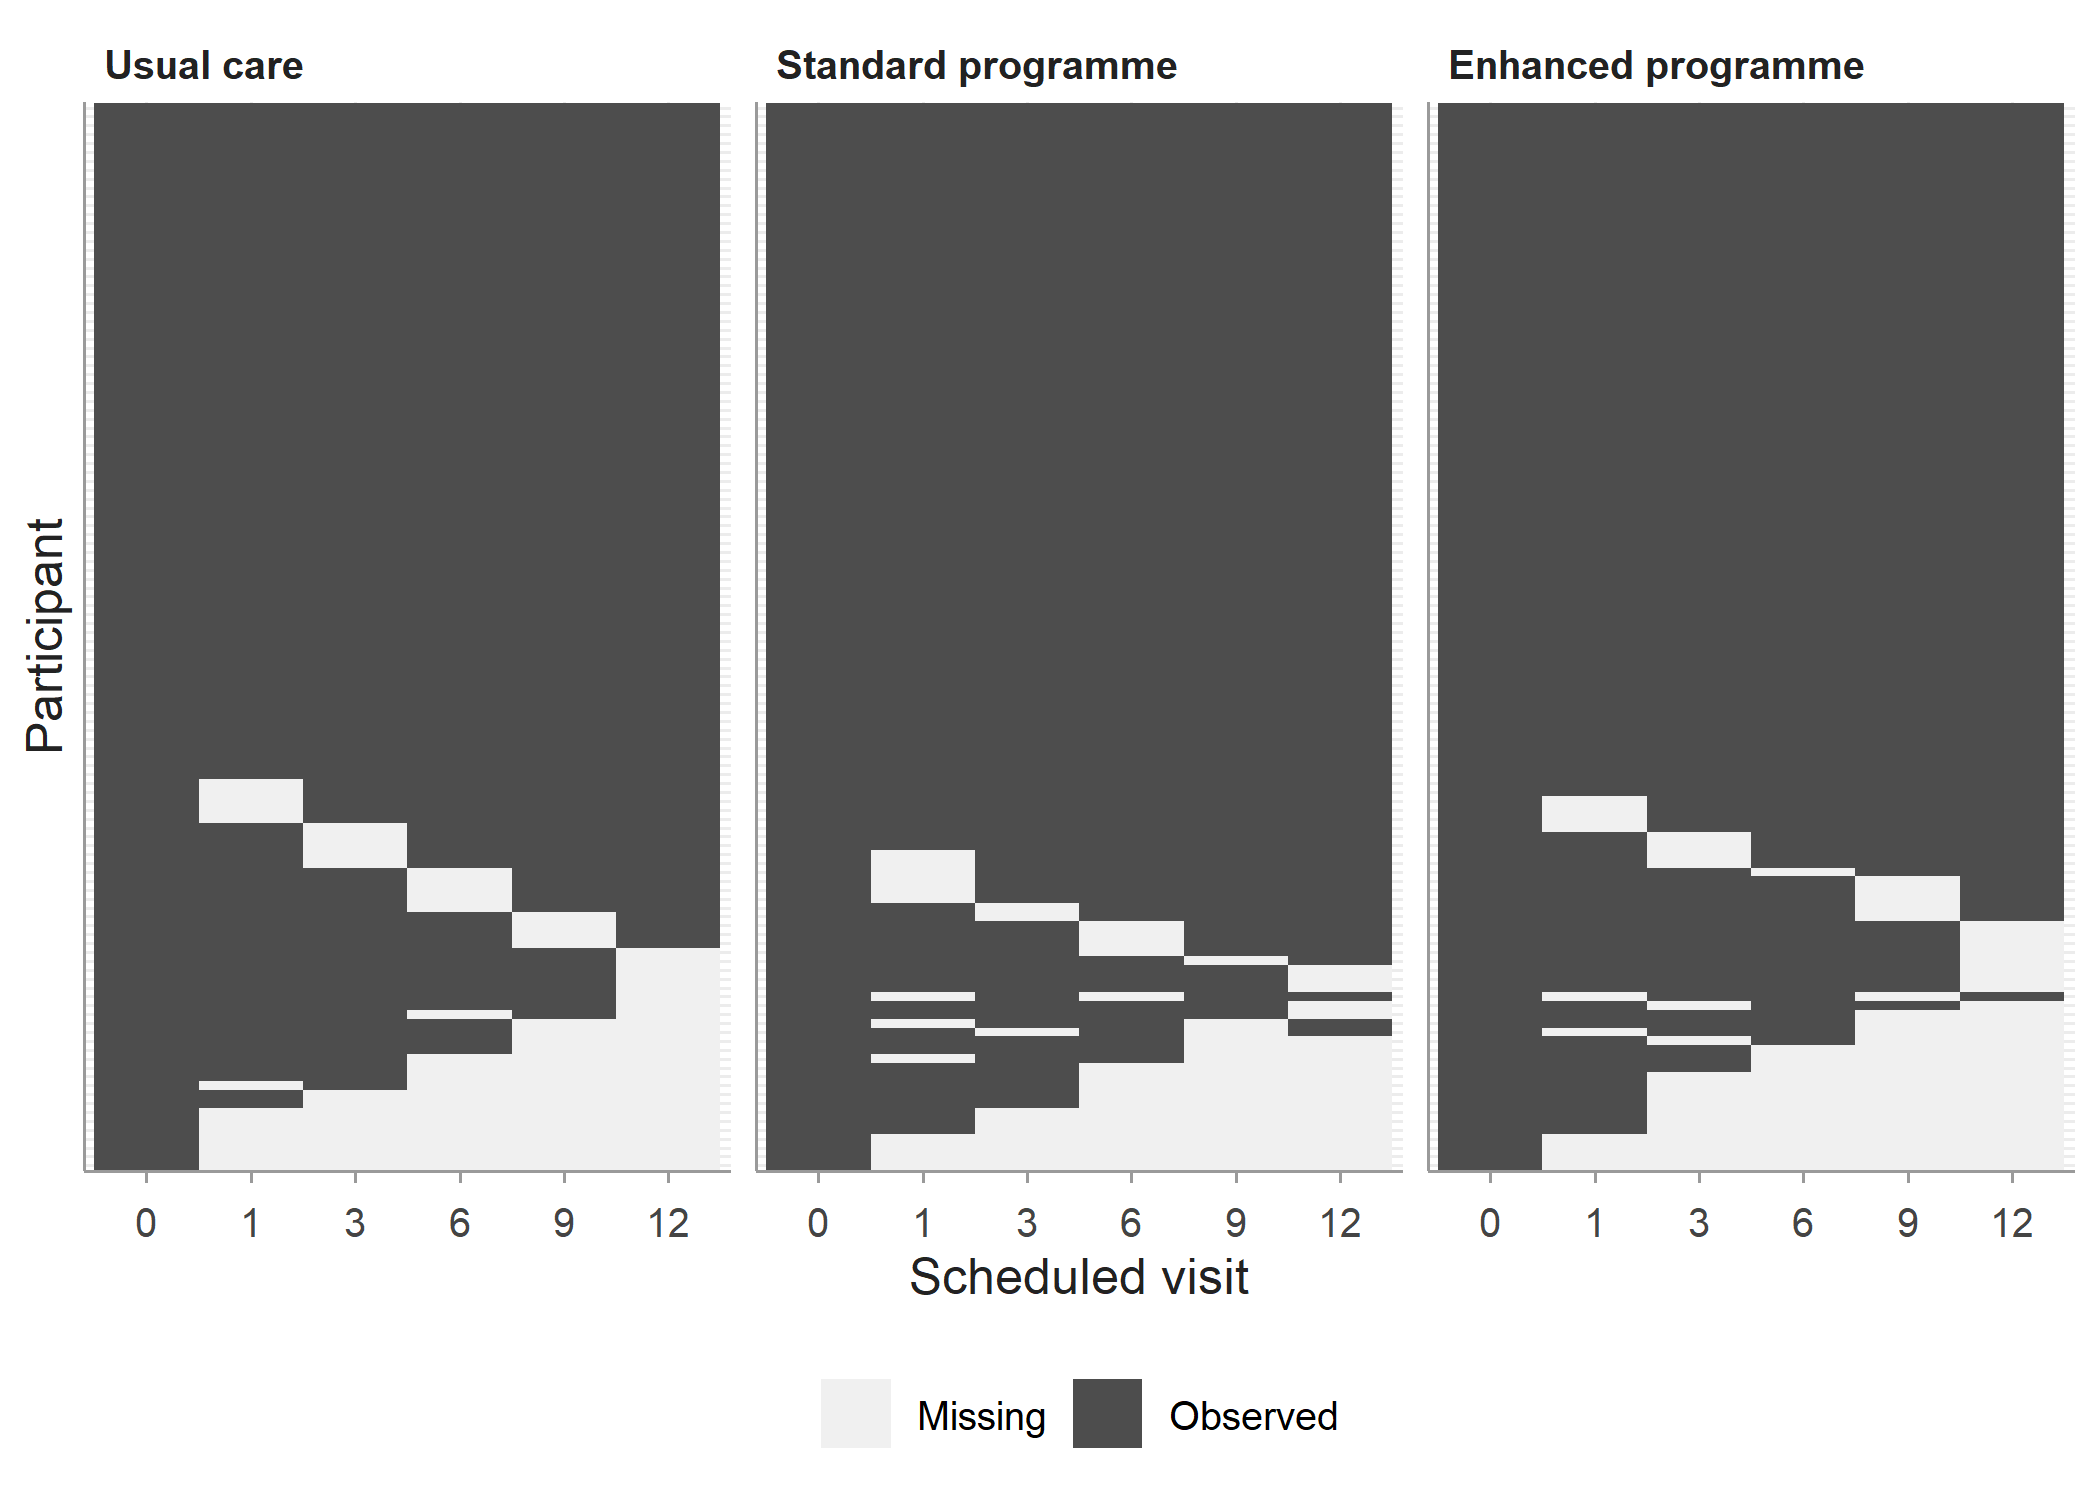 Usual care
Standard programme
Enhanced programme
Participant
0 1 3 6 9 12
0 1 3 6 9 12
0 1 3 6 9 12
Scheduled visit
Missing
Observed